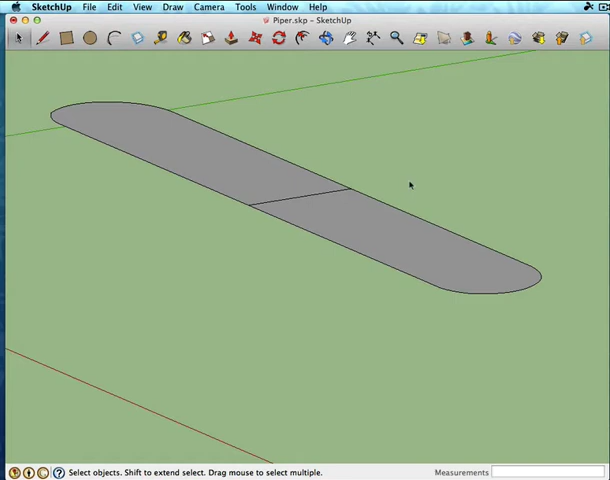 SketchUp File Edit View Draw Camera Tools Window Help
Piper.skp - SketchUp
Select objects. Shift to extend select. Drag mouse to select multiple. Measurements